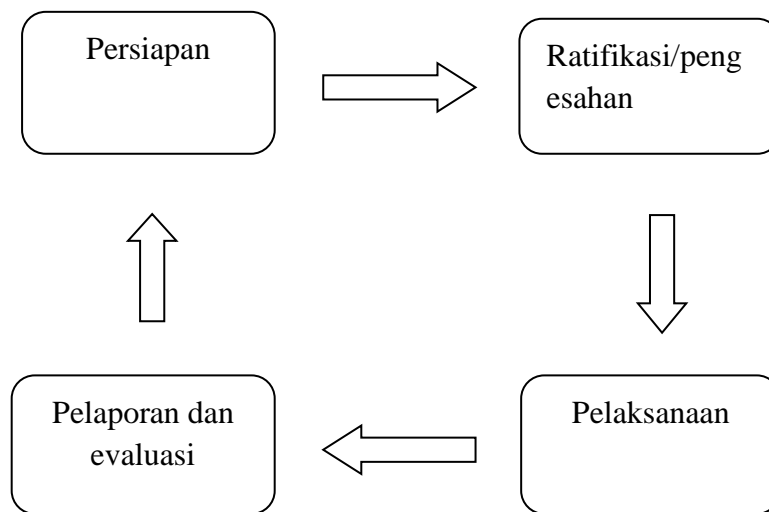 Persiapan
Ratifikasi/peng
esahan
Pelaporan dan
evaluasi
Pelaksanaan